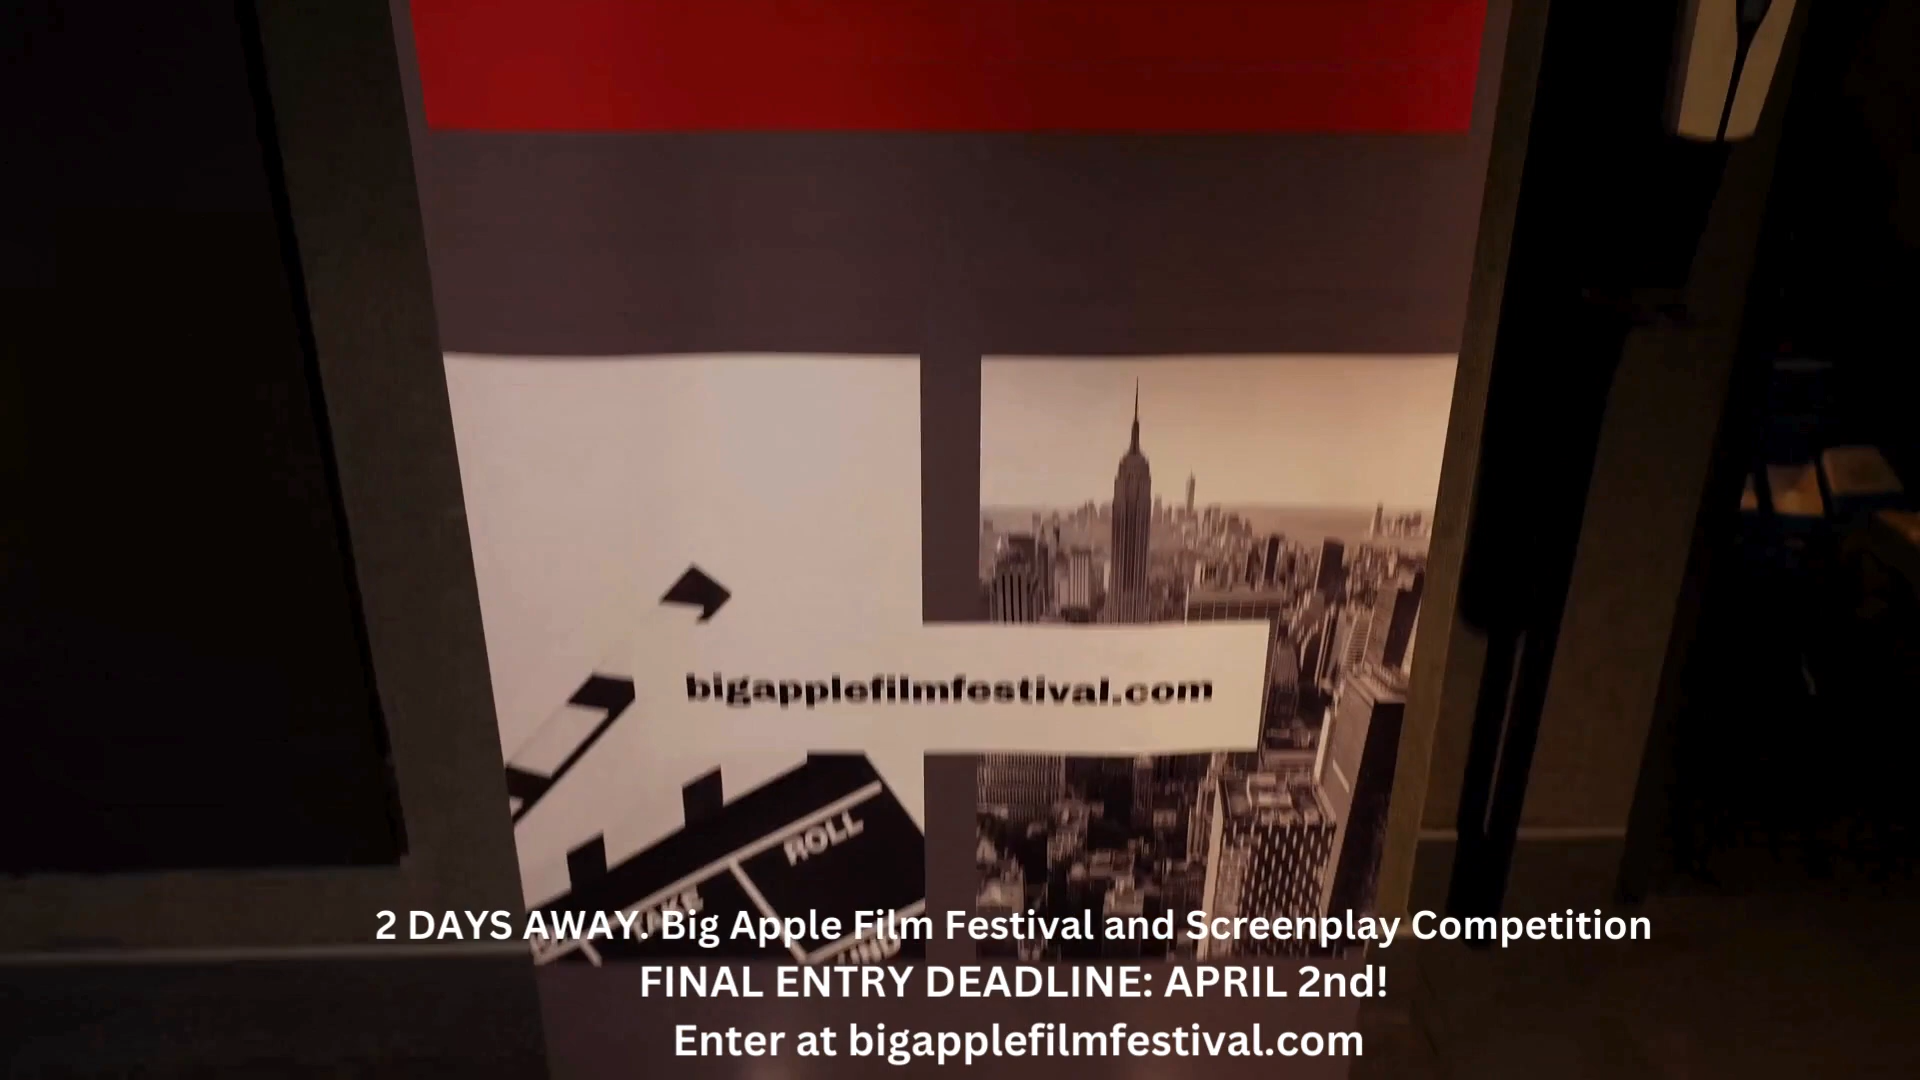 bigapplefilmfestival.com
ROLL
2 DAYS AWAY. Big Apple Film Festival and Screenplay Competition
FINAL ENTRY DEADLINE: APRIL 2nd!
Enter at bigapplefilmfestival.com